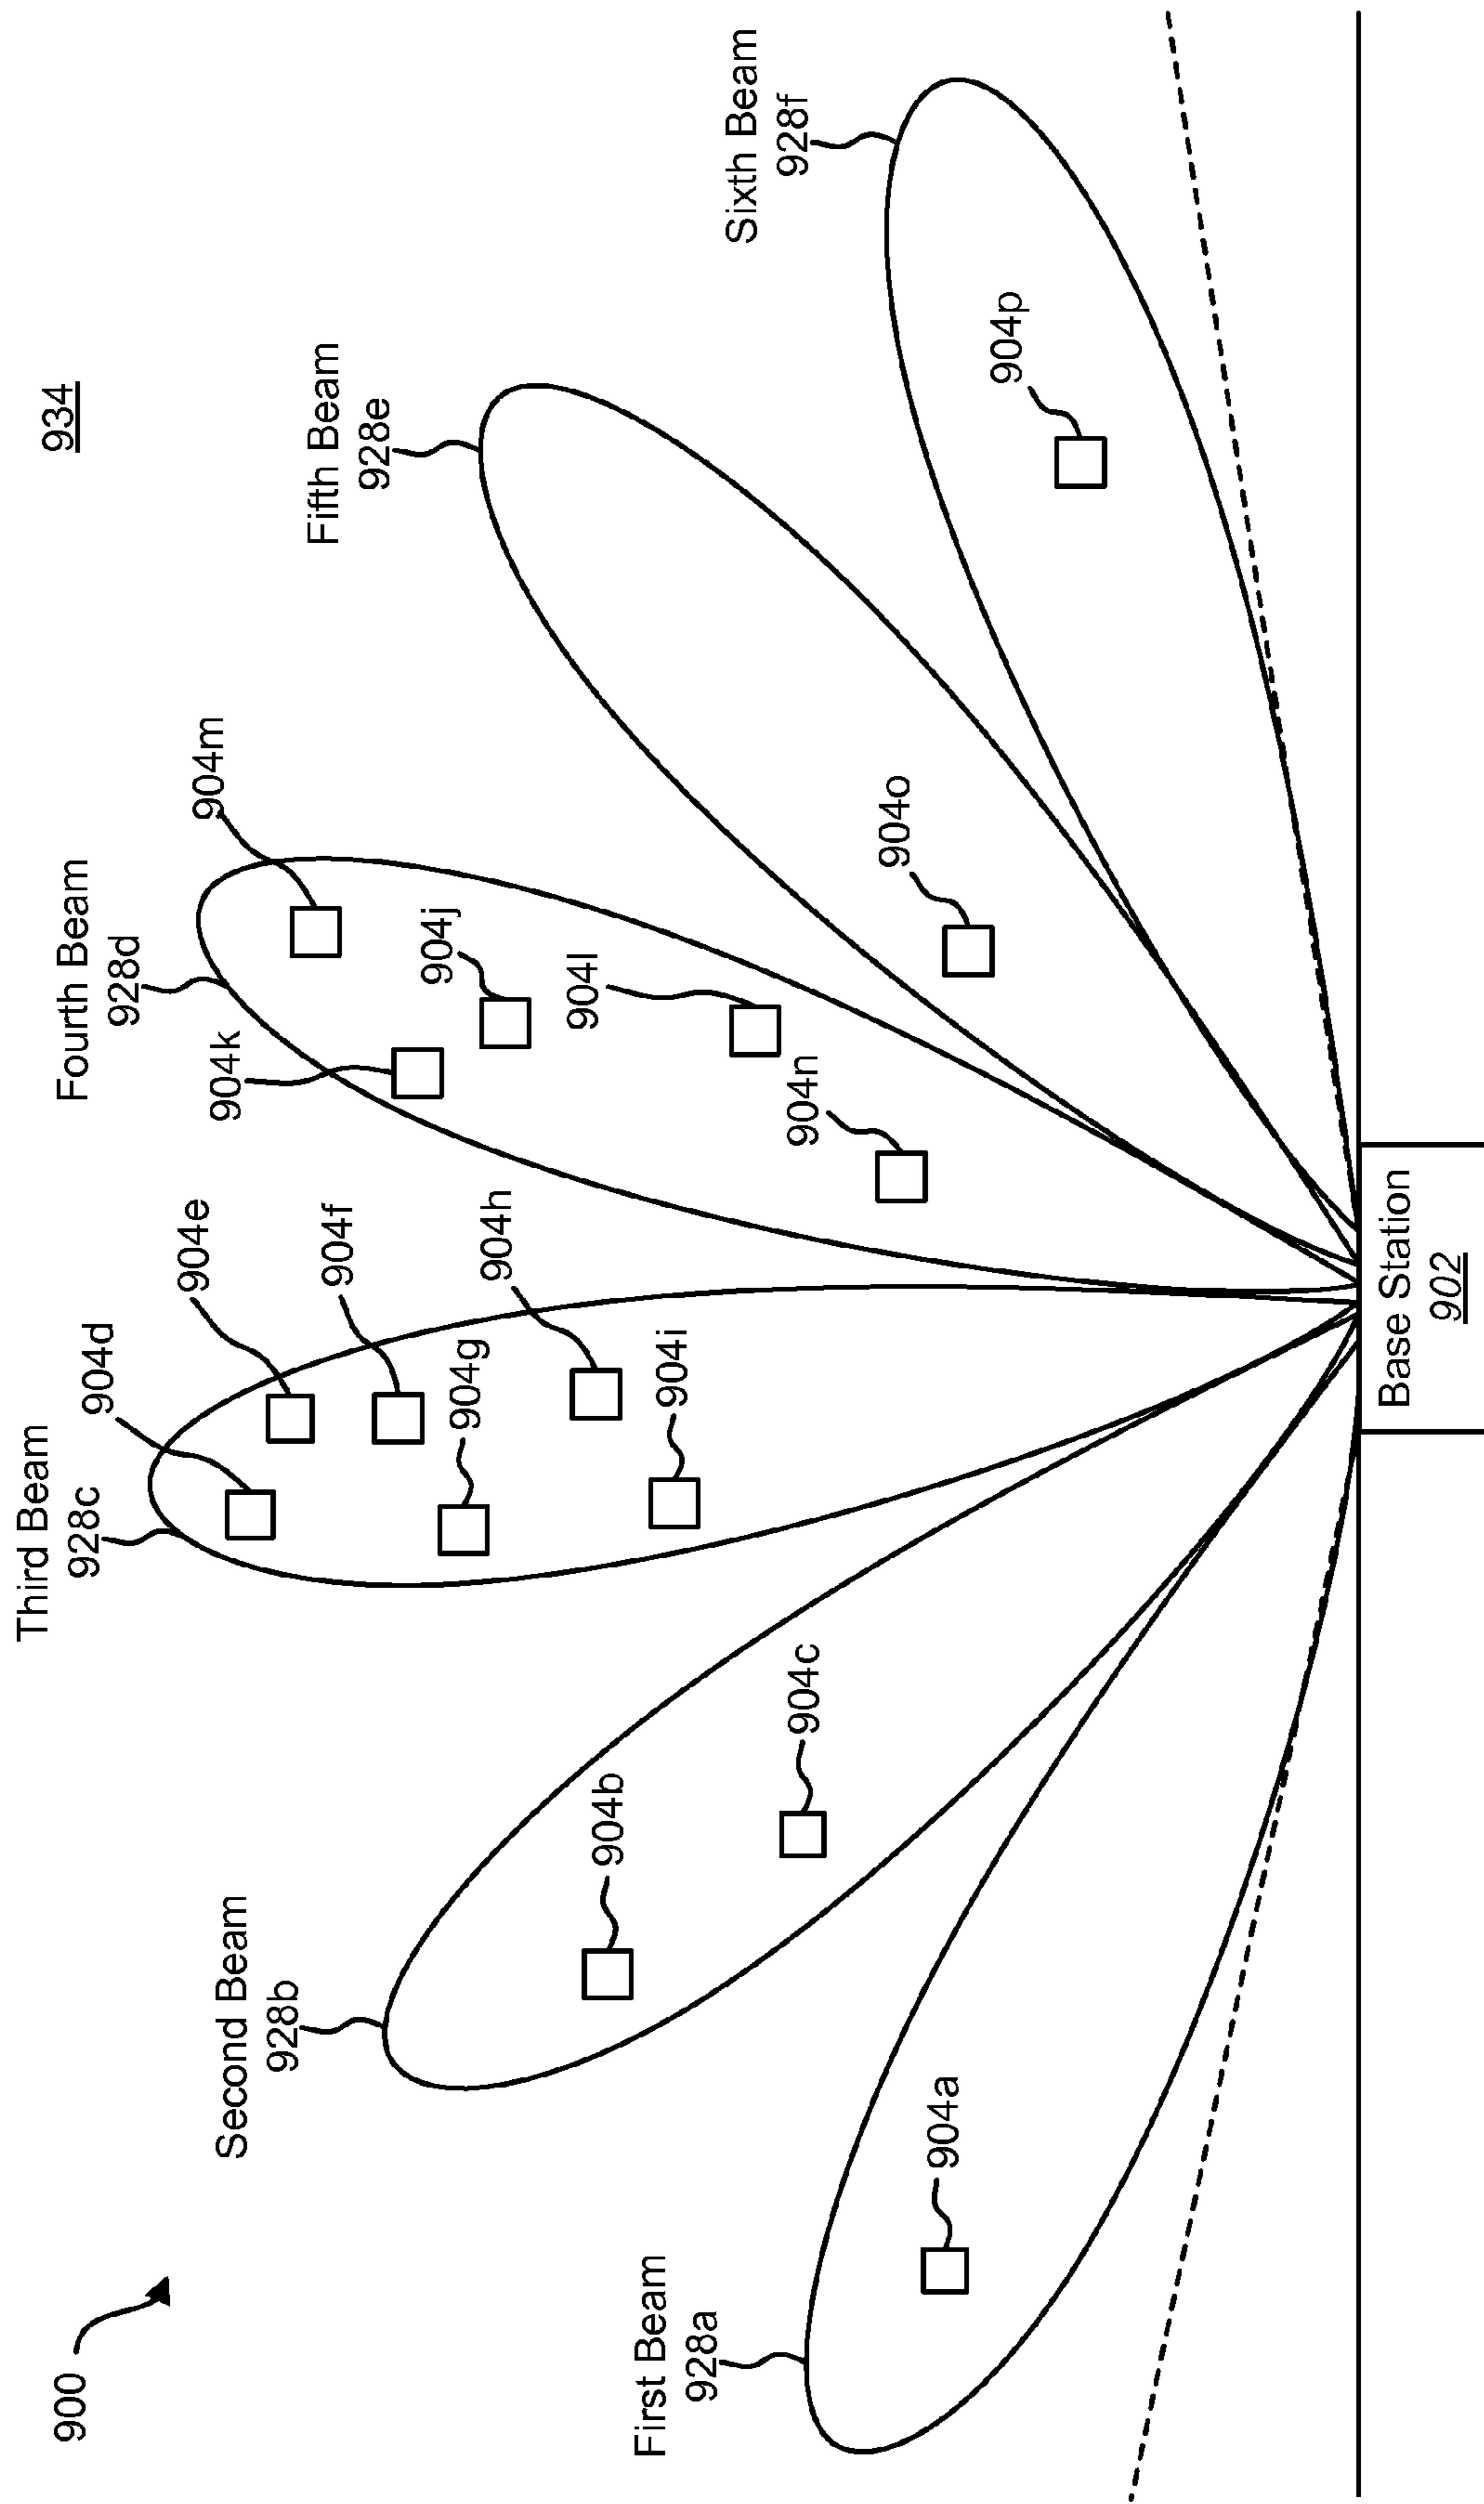 900
934
First Beam
928a
904a
Second Beam
928b
904b
904c
Third Beam
928c
904d
904e
904f
904g
904h
904i
Fourth Beam
928d
904k
904m
904j
904l
904n
Fifth Beam
928e
904o
Sixth Beam
928f
904p
Base Station
902